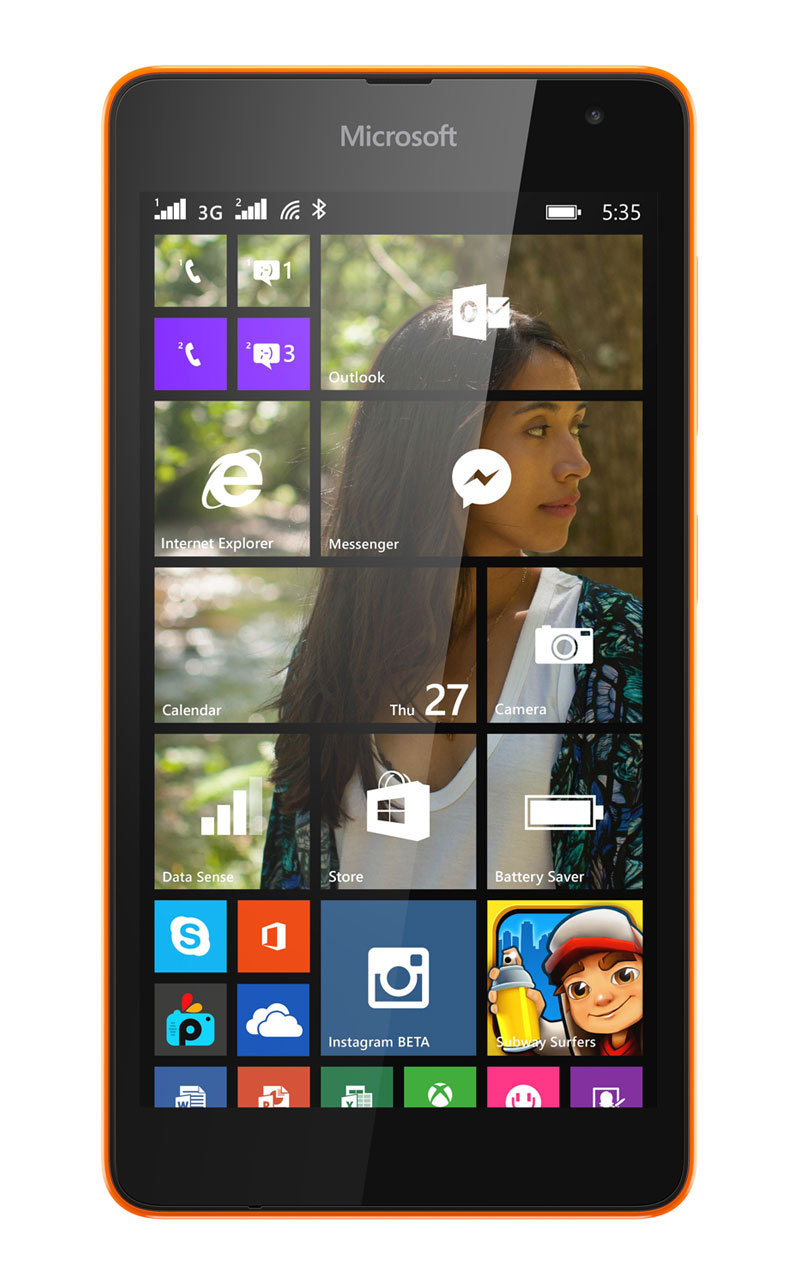 Microsoft
1 3G 2 5:35
1 1 1
2 2 3
Outlook
Internet Explorer
Messenger
Calendar
Thu 27
Camera
Data Sense
Store
Battery Saver
S
Instagram BETA
Subway Surfers
p
W
P
X